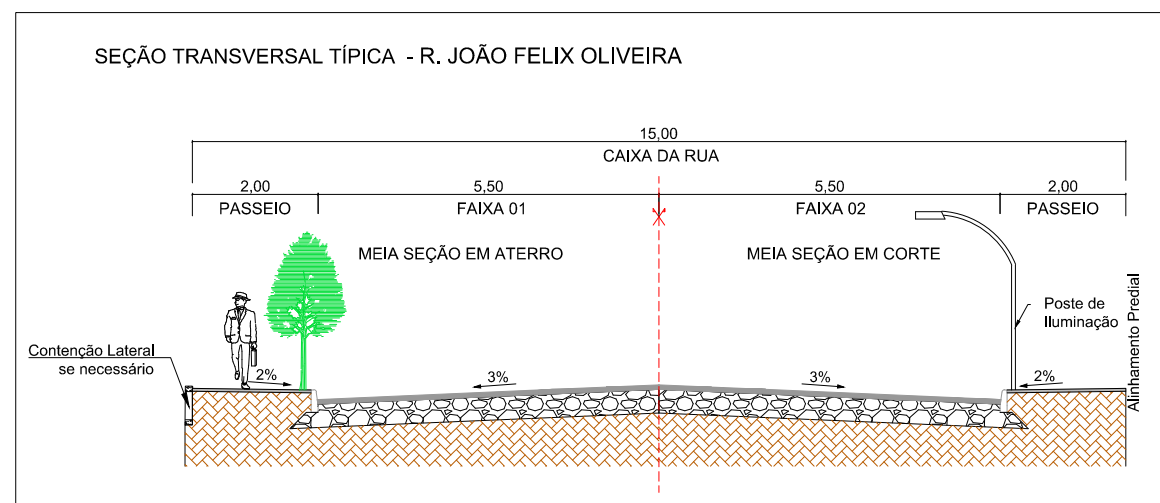 SEÇÃO TRANSVERSAL TÍPICA - R. JOÃO FELIX OLIVEIRA
15,00
CAIXA DA RUA
2,00
5,50
5,50
2,00
PASSEIO
FAIXA 01
FAIXA 02
PASSEIO
MEIA SEÇÃO EM ATERRO
MEIA SEÇÃO EM CORTE
Poste de
Iluminação
Alinhamento Predial
Contenção Lateral
se necessário
2%
3%
3%
2%